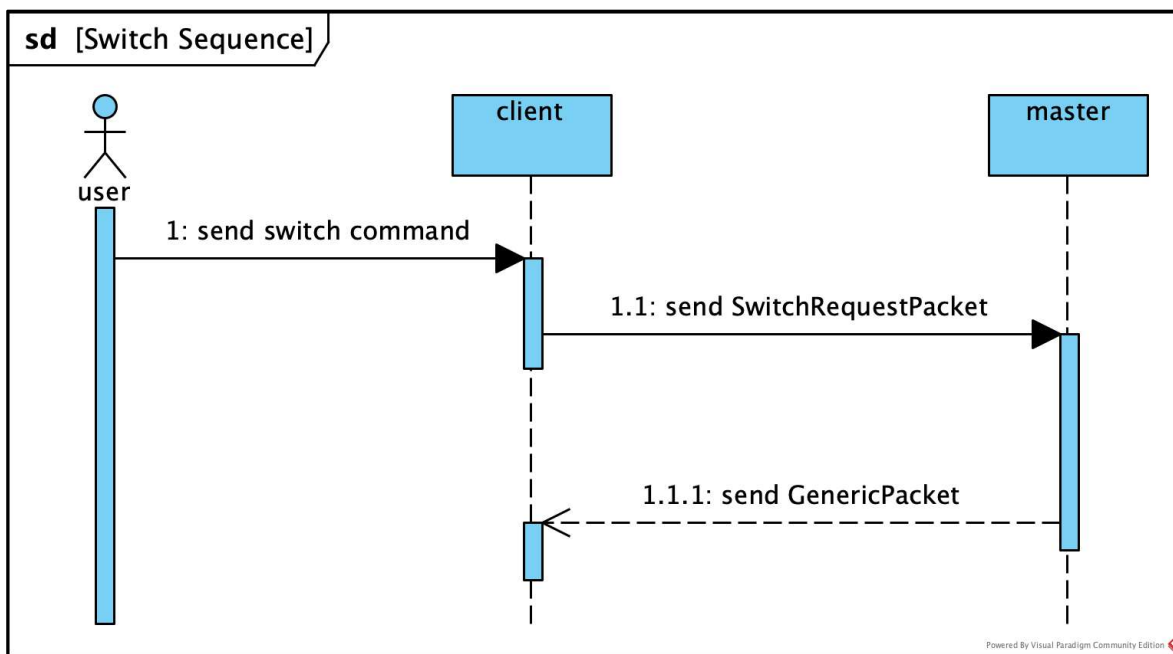 sd [Switch Sequence]
client
master
user
1: send switch command
1.1: send SwitchRequestPacket
1.1.1: send GenericPacket
Powered By Visual Paradigm Community Edition